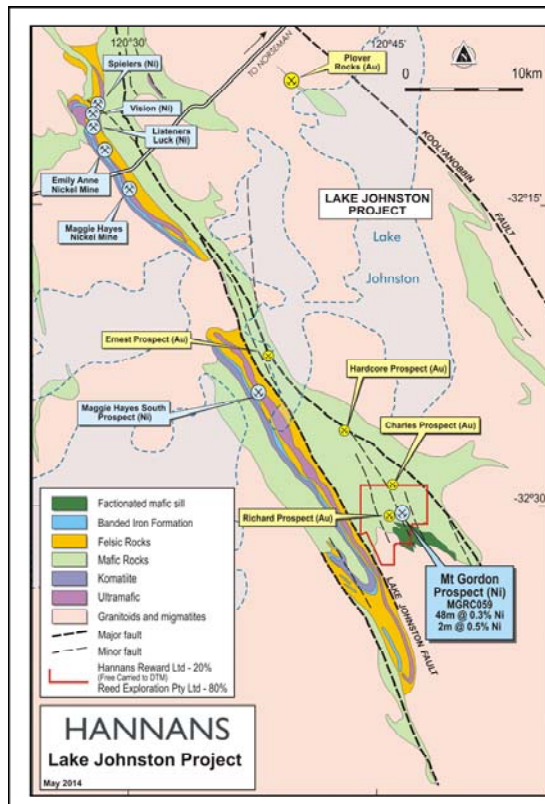 120°30'
120°45'
TO NORSEMAN
Spielers (Ni)
Plover
Rocks (Au)
0 10km
Vision (Ni)
Listeners
Luck (Ni)
KOOLYANOBBIN
FAULT
Emily Anne
Nickel Mine
Maggie Hayes
Nickel Mine
LAKE JOHNSTON
PROJECT
-32°15'
Lake
Johnston
Ernest Prospect (Au)
Hardcore Prospect (Au)
Maggie Hayes South
Prospect (Ni)
Charles Prospect (Au)
-32°30'
Richard Prospect (Au)
Mt Gordon
Prospect (Ni)
MGRC059
48m @ 0.3% Ni
2m @ 0.5% Ni
LAKE JOHNSTON FAULT
Factionated mafic sill
Banded Iron Formation
Felsic Rocks
Mafic Rocks
Komatiite
Ultramafic
Granitoids and migmatites
Major fault
Minor fault
Hannans Reward Ltd - 20%
(Free Carried to DTM)
Reed Exploration Pty Ltd - 80%
HANNANS
Lake Johnston Project
May 2014